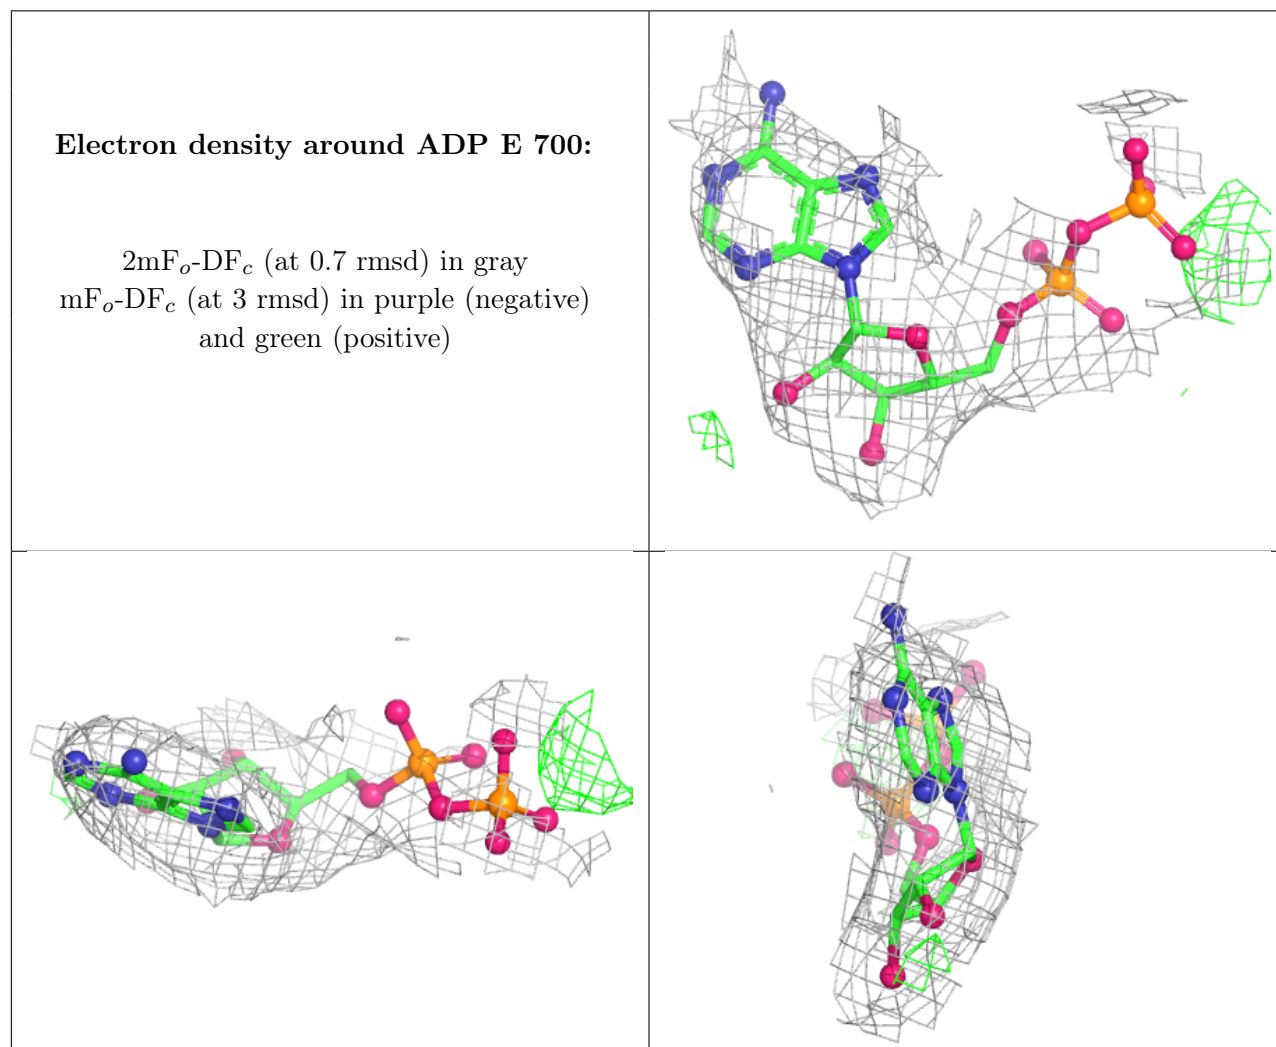 Electron density around ADP E 700:
2mFo-DFc (at 0.7 rmsd) in gray
mFo-DFc (at 3 rmsd) in purple (negative)
and green (positive)